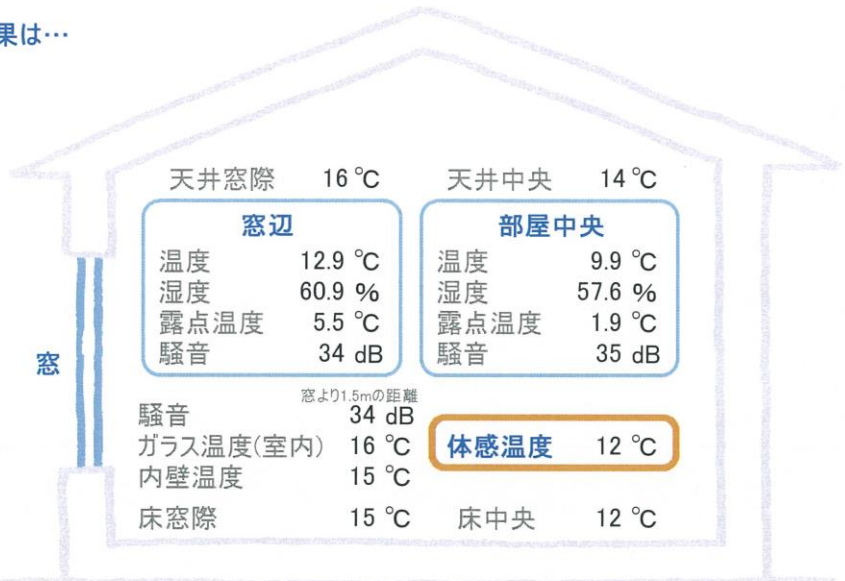 果は…
天井窓際 16℃ 天井中央 14℃
窓辺
温度 12.9 ℃
湿度 60.9 %
露点温度 5.5 ℃
騒音 34 dB
部屋中央
温度 9.9 ℃
湿度 57.6 %
露点温度 1.9 ℃
騒音 35 dB
窓
窓より1.5mの距離
騒音 34 dB
ガラス温度(室内) 16 ℃
内壁温度 15 ℃
体感温度 12 ℃
床窓際 15 ℃ 床中央 12 ℃